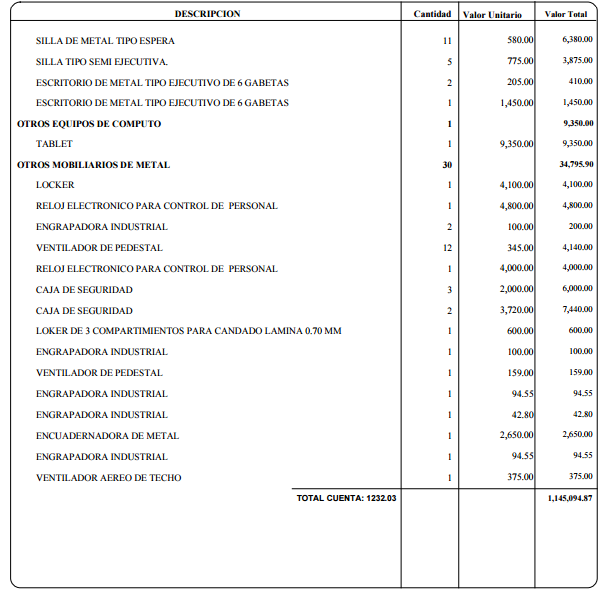 DESCRIPCION Cantidad Valor Unitario Valor Total
SILLA DE METAL TIPO ESPERA 11 580.00 6,380.00
SILLA TIPO SEMI EJECUTIVA. 5 775.00 3,875.00
ESCRITORIO DE METAL TIPO EJECUTIVO DE 6 GABETAS 2 205.00 410.00
ESCRITORIO DE METAL TIPO EJECUTIVO DE 6 GABETAS 1 1,450.00 1,450.00
OTROS EQUIPOS DE COMPUTO 1 9,350.00
TABLET 1 9,350.00 9,350.00
OTROS MOBILIARIOS DE METAL 30 34,795.90
LOCKER 1 4,100.00 4,100.00
RELOJ ELECTRONICO PARA CONTROL DE PERSONAL 1 4,800.00 4,800.00
ENGRAPADORA INDUSTRIAL 2 100.00 200.00
VENTILADOR DE PEDESTAL 12 345.00 4,140.00
RELOJ ELECTRONICO PARA CONTROL DE PERSONAL 1 4,000.00 4,000.00
CAJA DE SEGURIDAD 3 2,000.00 6,000.00
CAJA DE SEGURIDAD 2 3,720.00 7,440.00
LOKER DE 3 COMPARTIMIENTOS PARA CANDADO LAMINA 0.70 MM 1 600.00 600.00
ENGRAPADORA INDUSTRIAL 1 100.00 100.00
VENTILADOR DE PEDESTAL 1 159.00 159.00
ENGRAPADORA INDUSTRIAL 1 94.55 94.55
ENGRAPADORA INDUSTRIAL 1 42.80 42.80
ENCUADERNADORA DE METAL 1 2,650.00 2,650.00
ENGRAPADORA INDUSTRIAL 1 94.55 94.55
VENTILADOR AEREO DE TECHO 1 375.00 375.00
TOTAL CUENTA: 1232.03 1,145,094.87